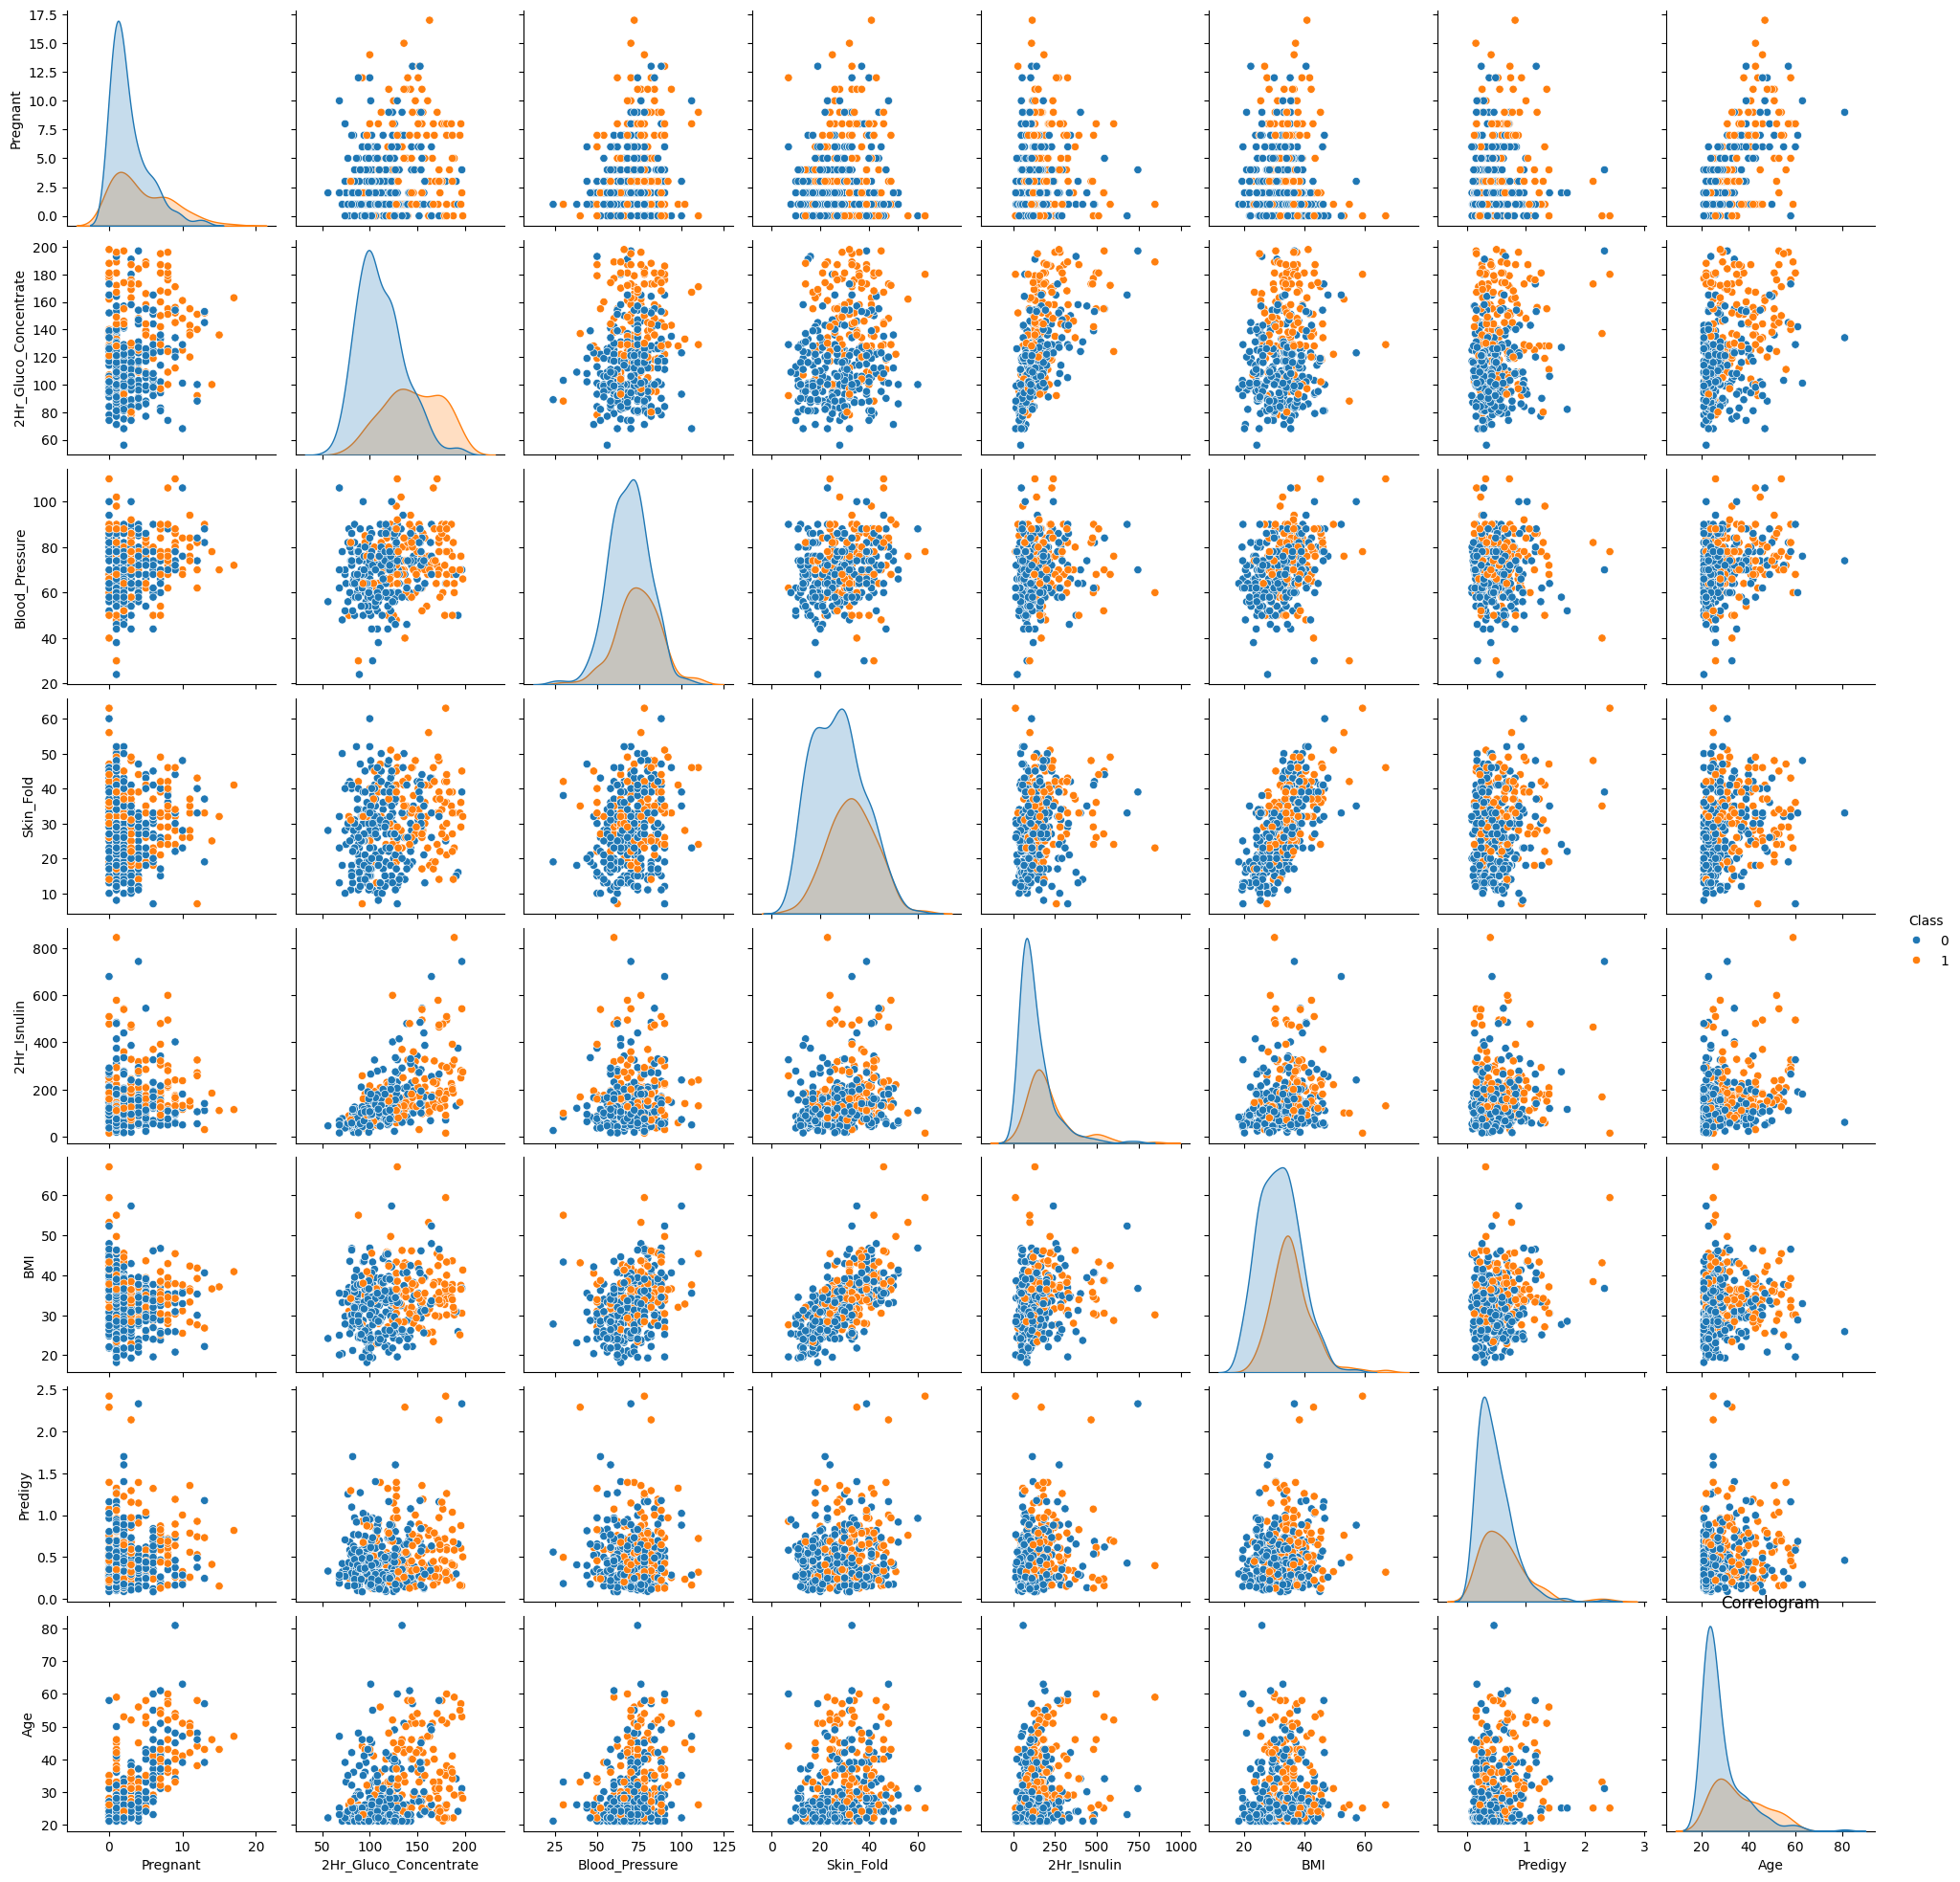 17.5
15.0
12.5
10.0
7.5
5.0
2.5
0.0
Pregnant
200
180
160
140
120
100
80
60
2Hr_Gluco_Concentrate
100
80
60
40
20
Blood_Pressure
60
50
40
30
20
10
Skin_Fold
Class
0
1
800
600
400
200
0
2Hr_Isnulin
60
50
40
30
20
BMI
2.5
2.0
1.5
1.0
0.5
0.0
Predigy
Correlogram
80
70
60
50
40
30
20
Age
0 10 20
50 100 150 200
25 50 75 100 125
0 20 40 60
0 250 500 750 1000
20 40 60
0 1 2 3
20 40 60 80
Pregnant 2Hr_Gluco_Concentrate Blood_Pressure Skin_Fold 2Hr_Isnulin BMI Predigy Age